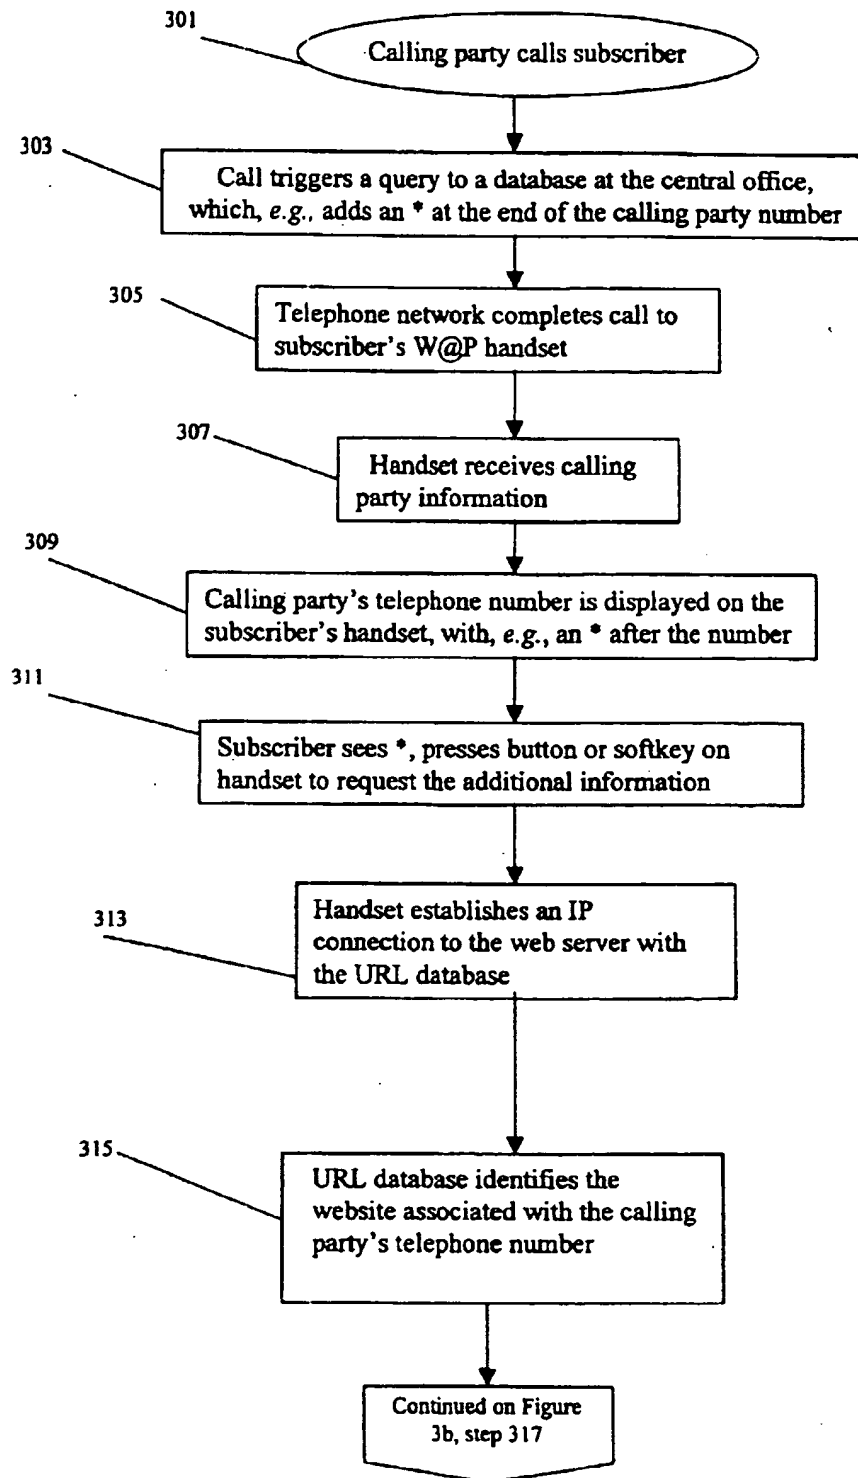 301
Calling party calls subscriber
303
Call triggers a query to a database at the central office,
which, e.g., adds an * at the end of the calling party number
305
Telephone network completes call to
subscriber's W@P handset
307
Handset receives calling
party information
309
Calling party's telephone number is displayed on the
subscriber's handset, with, e.g., an * after the number
311
Subscriber sees *, presses button or softkey on
handset to request the additional information
313
Handset establishes an IP
connection to the web server with
the URL database
315
URL database identifies the
website associated with the calling
party's telephone number
Continued on Figure
3b, step 317